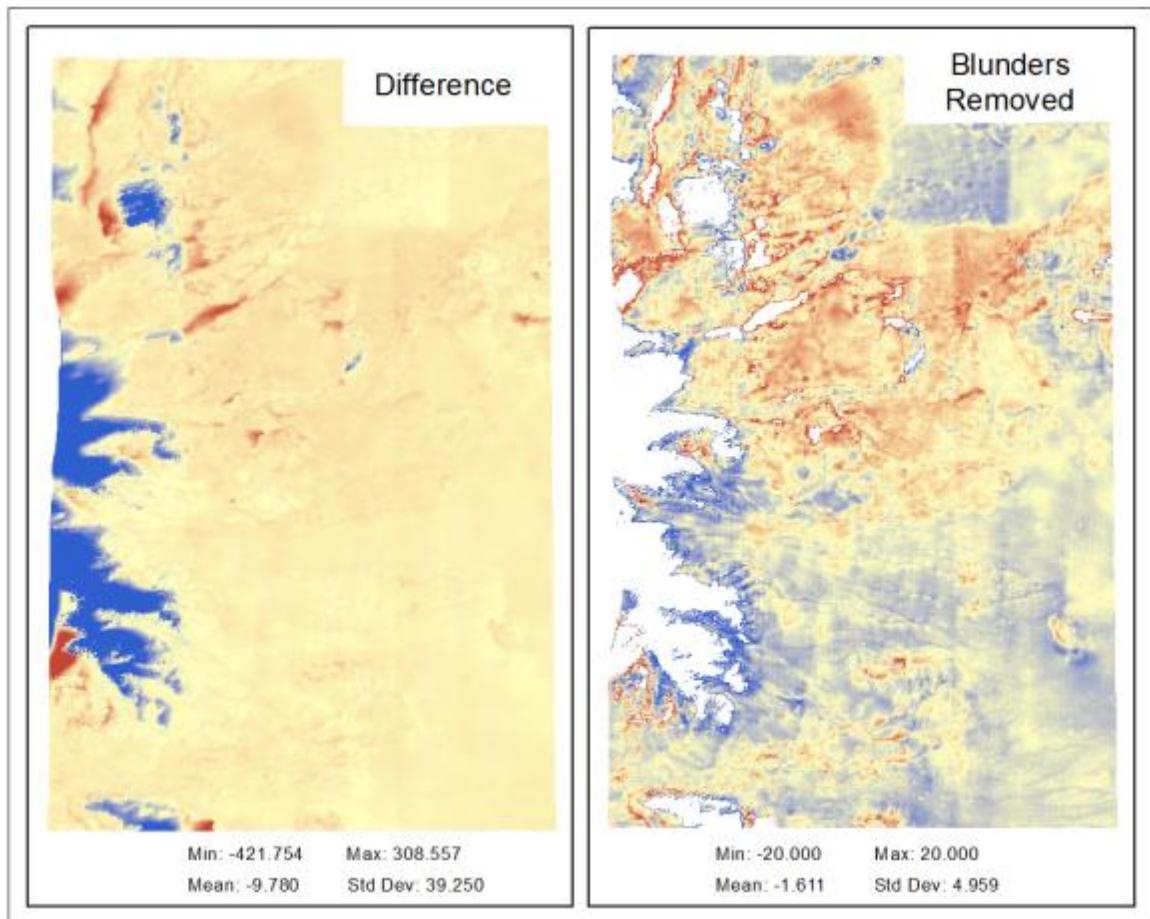 Difference
Min: -421.754 Max: 308.557
Mean: -9.780 Std Dev: 39.250
Blunders
Removed
Min: -20.000 Max: 20.000
Mean: -1.611 Std Dev: 4.959